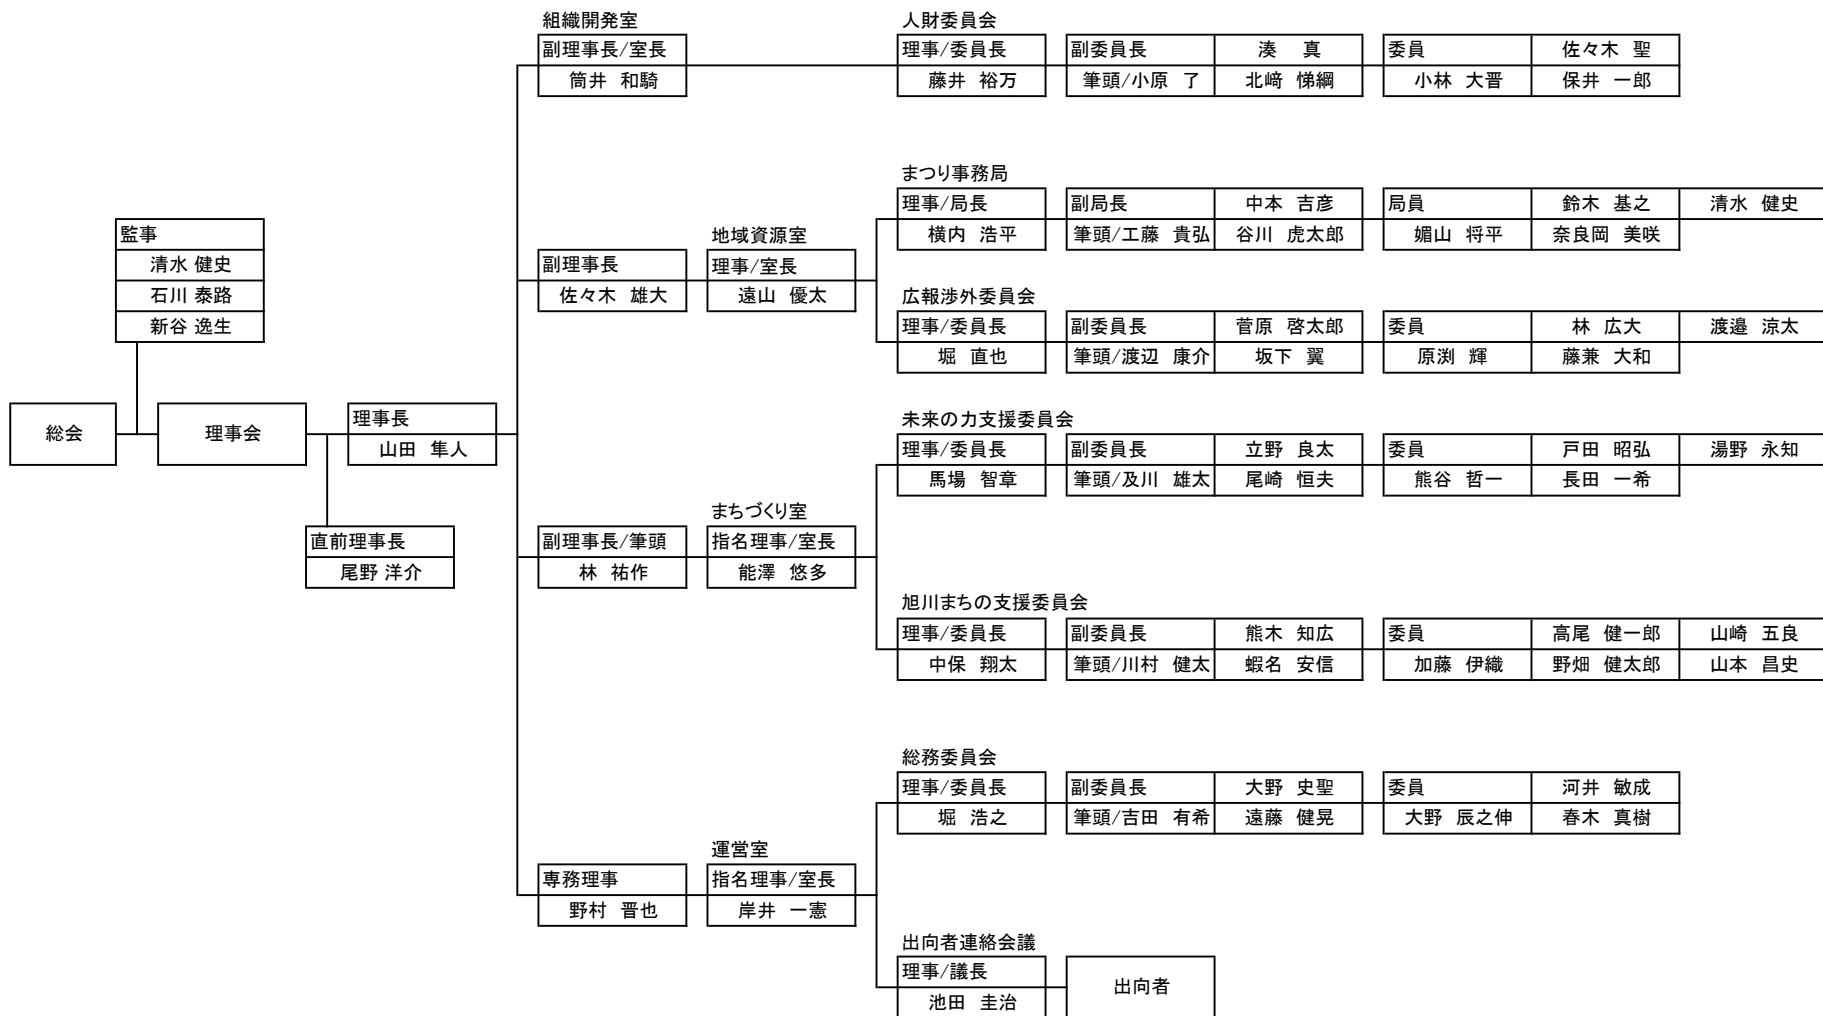 組織開発室
副理事長/室長
筒井 和騎
人財委員会
理事/委員長
藤井 裕万
副委員長 湊 真
筆頭/小原 了 北﨑 悌綱
委員 佐々木 聖
小林 大晋 保井 一郎
監事
清水 健史
石川 泰路
新谷 逸生
総会
理事会
理事長
山田 隼人
直前理事長
尾野 洋介
副理事長
佐々木 雄大
地域資源室
理事/室長
遠山 優太
まつり事務局
理事/局長
横内 浩平
副局長 中本 吉彦
筆頭/工藤 貴弘 谷川 虎太郎
局員 鈴木 基之 清水 健史
媚山 将平 奈良岡 美咲
広報渉外委員会
理事/委員長
堀 直也
副委員長 菅原 啓太郎
筆頭/渡辺 康介 坂下 翼
委員 林 広大 渡邉 涼太
原渕 輝 藤兼 大和
副理事長/筆頭
林 祐作
まちづくり室
指名理事/室長
能澤 悠多
未来の力支援委員会
理事/委員長
馬場 智章
副委員長 立野 良太
筆頭/及川 雄太 尾崎 恒夫
委員 戸田 昭弘 湯野 永知
熊谷 哲一 長田 一希
旭川まちの支援委員会
理事/委員長
中保 翔太
副委員長 熊木 知広
筆頭/川村 健太 蝦名 安信
委員 高尾 健一郎 山崎 五良
加藤 伊織 野畑 健太郎 山本 昌史
専務理事
野村 晋也
運営室
指名理事/室長
岸井 一憲
総務委員会
理事/委員長
堀 浩之
副委員長 大野 史聖
筆頭/吉田 有希 遠藤 健晃
委員 河井 敏成
大野 辰之伸 春木 真樹
出向者連絡会議
理事/議長
池田 圭治
出向者